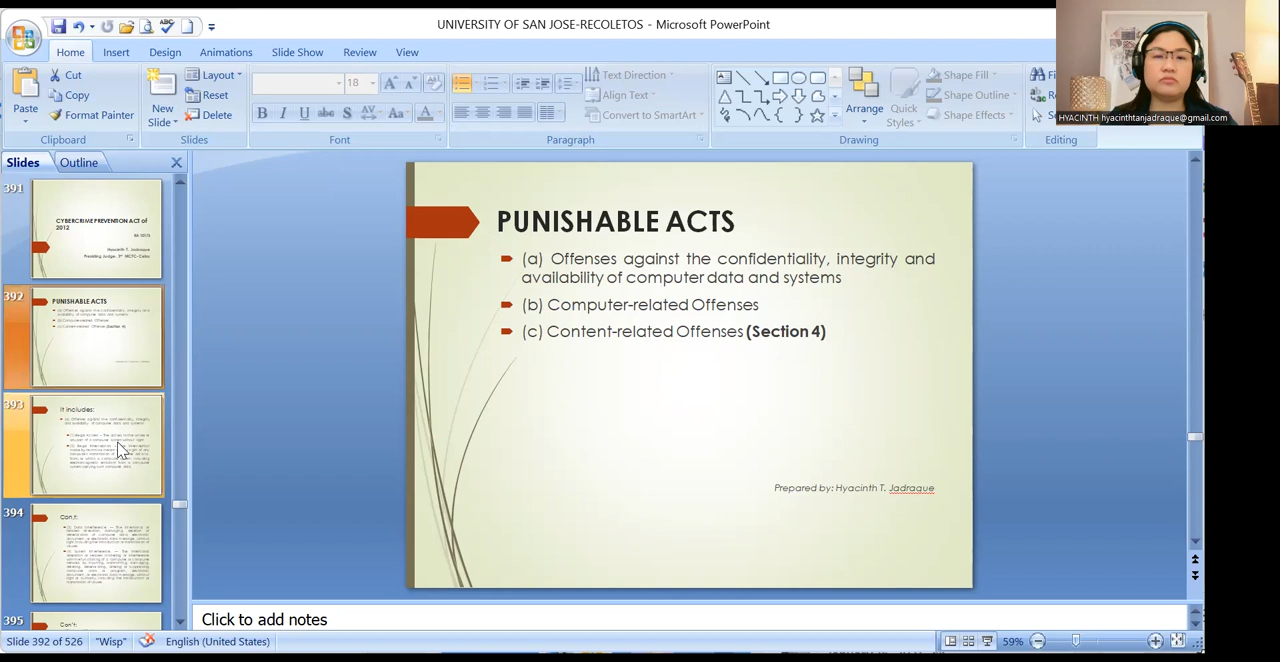 UNIVERSITY OF SAN JOSE-RECOLETOS - Microsoft PowerPoint
Home Insert Design Animations Slide Show Review View
Paste
Cut
Copy
Format Painter
Clipboard
New Slide
Layout
Reset
Delete
Slides
18
Font
Paragraph
Text Direction
Align Text
Convert to SmartArt
Arrange
Quick Styles
Shape Fill
Shape Outline
Shape Effects
Drawing
Editing
HYACINTH hyacinthtanjadraque@gmail.com
Slides Outline
391
CYBERCRIME PREVENTION ACT of 2012
Hyacinth T. Jadraque
392
PUNISHABLE ACTS
393
It includes:
394
Con,t:
395
Con't:
PUNISHABLE ACTS
(a) Offenses against the confidentiality, integrity and
availability of computer data and systems
(b) Computer-related Offenses
(c) Content-related Offenses (Section 4)
Prepared by: Hyacinth T. Jadraque
Click to add notes
Slide 392 of 526 "Wisp" English (United States) 59%